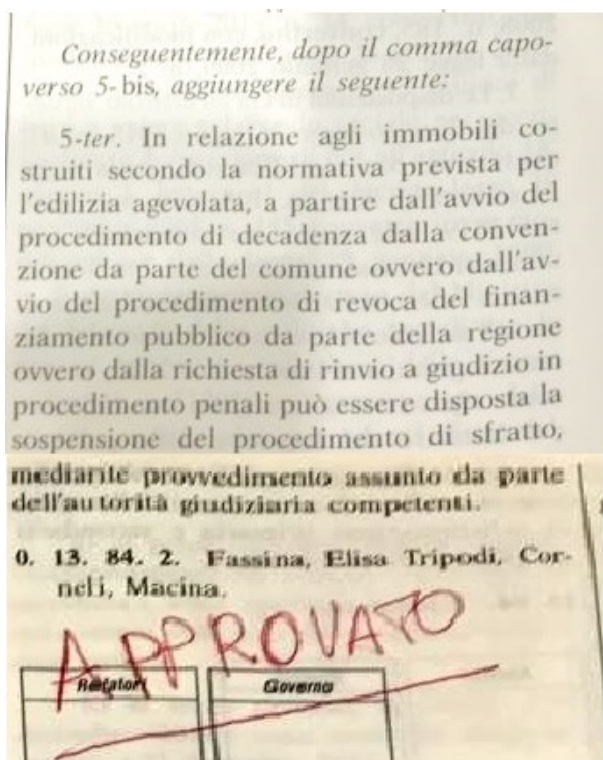 Conseguentemente, dopo il comma capo-
verso 5-bis, aggiungere il seguente:
5-ter. In relazione agli immobili co-
struiti secondo la normativa prevista per
l'edilizia agevolata, a partire dall'avvio del
procedimento di decadenza dalla conven-
zione da parte del comune ovvero dall'av-
vio del procedimento di revoca del finan-
ziamento pubblico da parte della regione
ovvero dalla richiesta di rinvio a giudizio in
procedimento penali può essere disposta la
sospensione del procedimento di sfratto,
mediante provvedimento assunto da parte
dell'autorità giudiziaria competenti.
0. 13. 84. 2. Fassina, Elisa Tripodi, Cor-
neli, Macina.
APPROVATO
Relatori Governo